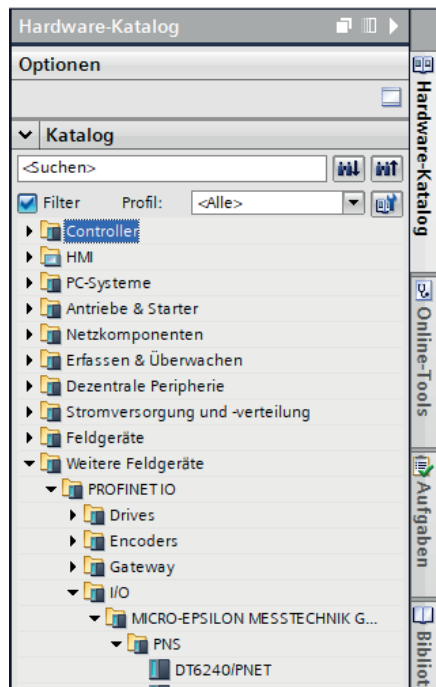 Hardware-Katalog
Optionen
Katalog
<Suchen>
Filter Profil: <Alle>
Controller
HMI
PC-Systeme
Antriebe & Starter
Netzkomponenten
Erfassen & Überwachen
Dezentrale Peripherie
Stromversorgung und -verteilung
Feldgeräte
Weitere Feldgeräte
PROFINET IO
Drives
Encoders
Gateway
I/O
MICRO-EPSILON MESSTECHNIK G...
PNS
DT6240/PNET
Hardware-Katalog
Online-Tools
Aufgaben
Bibliot